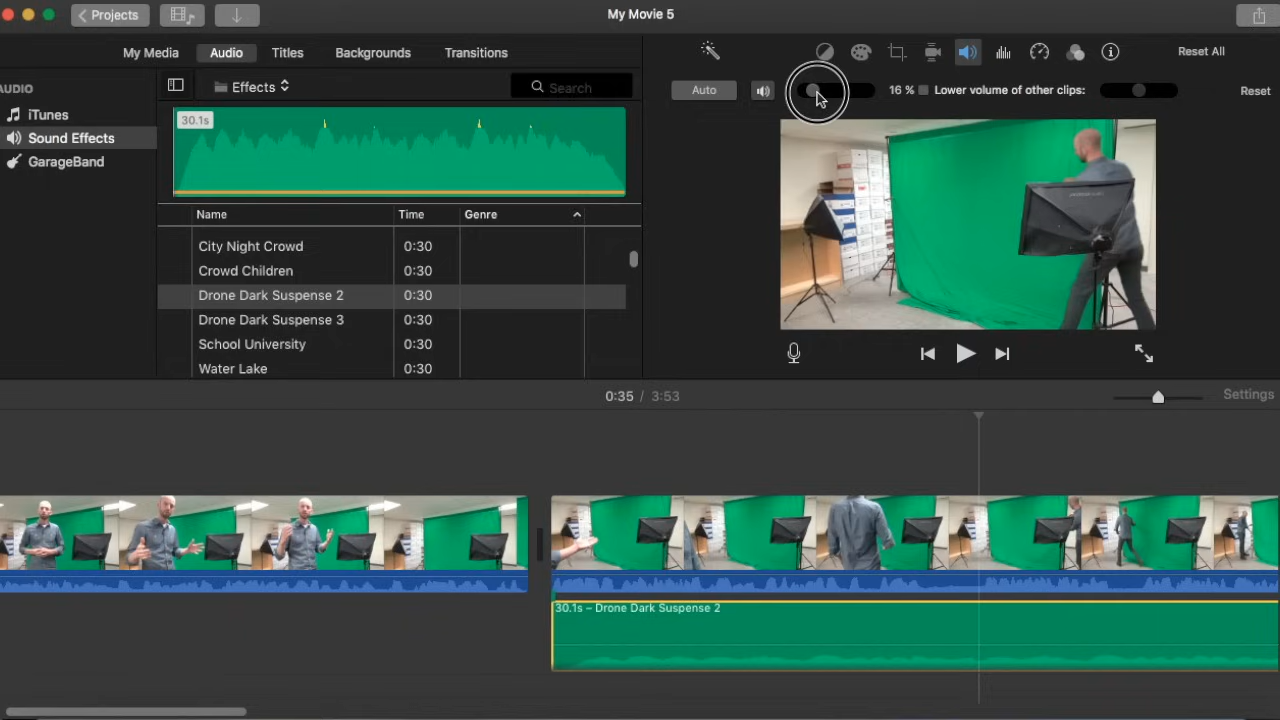 Projects
My Movie 5
My Media
Audio
Titles
Backgrounds
Transitions
Reset All
AUDIO
iTunes
Sound Effects
GarageBand
Effects
Search
Auto
16 %
Lower volume of other clips:
Reset
30.1s
Name Time Genre
City Night Crowd 0:30
Crowd Children 0:30
Drone Dark Suspense 2 0:30
Drone Dark Suspense 3 0:30
School University 0:30
Water Lake 0:30
0:35 / 3:53
Settings
30.1s – Drone Dark Suspense 2